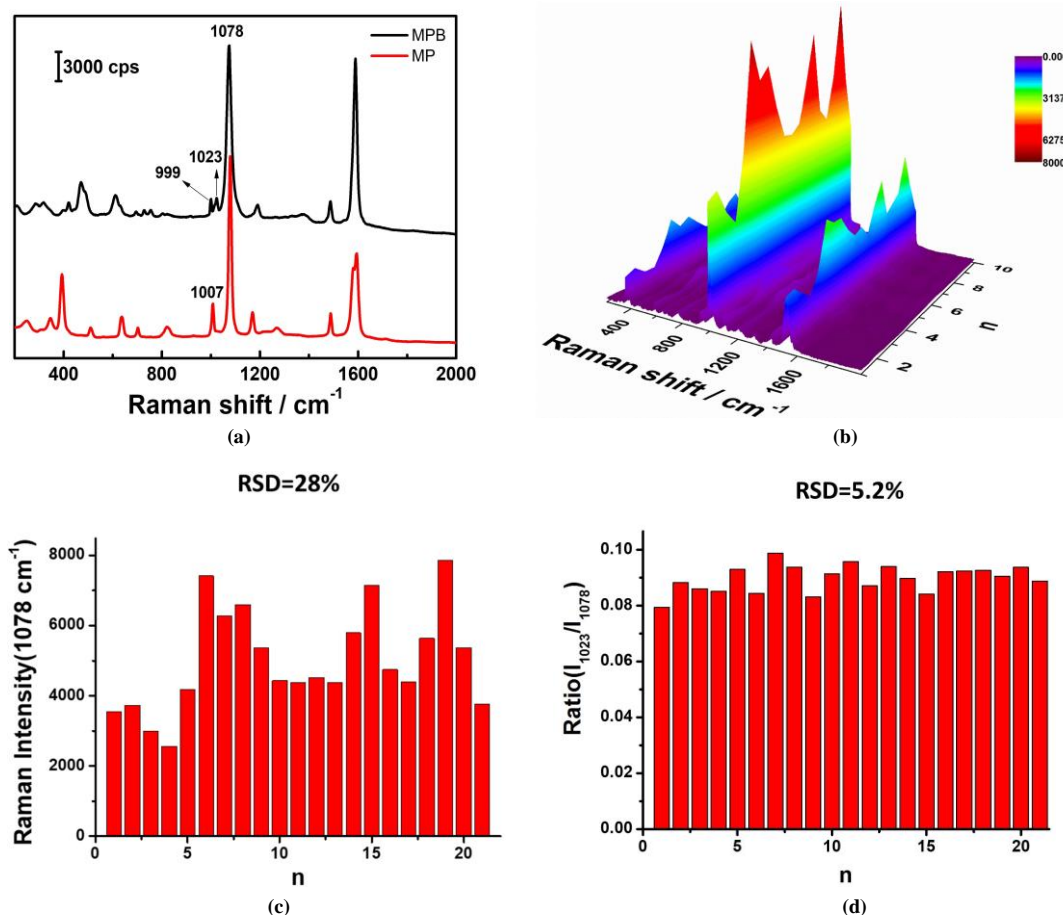 1078
MPB
MP
3000 cps
1023
999
1007
400 800 1200 1600 2000
Raman shift / cm⁻¹
(a)
0.000
3137
6275
8000
10
8
6
4
2
n
400
800
1200
1600
Raman shift / cm⁻¹
(b)
RSD=28%
8000
6000
4000
2000
0
Raman Intensity(1078 cm⁻¹)
0 5 10 15 20
n
(c)
RSD=5.2%
0.10
0.08
0.06
0.04
0.02
0.00
Ratio(I₁₀₂₃/I₁₀₇₈)
0 5 10 15 20
n
(d)